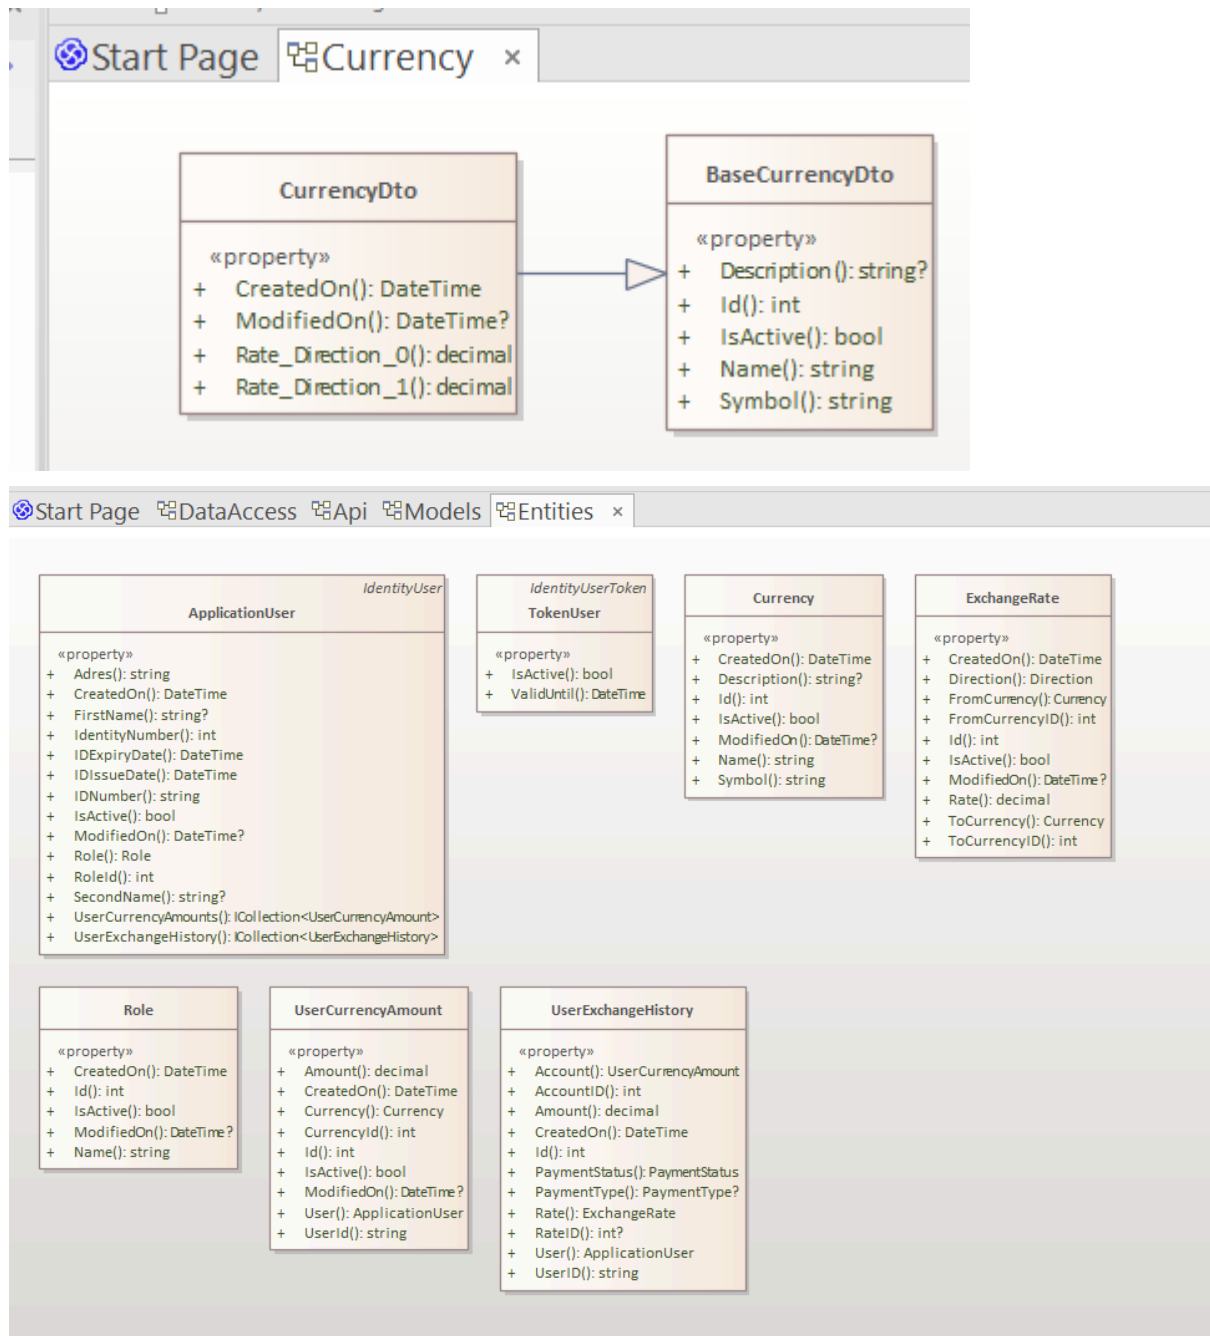 Start Page Currency ×
CurrencyDto
«property»
+ CreatedOn(): DateTime
+ ModifiedOn(): DateTime?
+ Rate_Direction_0(): decimal
+ Rate_Direction_1(): decimal
BaseCurrencyDto
«property»
+ Description(): string?
+ Id(): int
+ IsActive(): bool
+ Name(): string
+ Symbol(): string
Start Page DataAccess Api Models Entities ×
IdentityUser
ApplicationUser
«property»
+ Adres(): string
+ CreatedOn(): DateTime
+ FirstName(): string?
+ IdentityNumber(): int
+ IDExpiryDate(): DateTime
+ IDIssueDate(): DateTime
+ IDNumber(): string
+ IsActive(): bool
+ ModifiedOn(): DateTime?
+ Role(): Role
+ RoleId(): int
+ SecondName(): string?
+ UserCurrencyAmounts(): ICollection<UserCurrencyAmount>
+ UserExchangeHistory(): ICollection<UserExchangeHistory>
IdentityUserToken
TokenUser
«property»
+ IsActive(): bool
+ ValidUntil(): DateTime
Currency
«property»
+ CreatedOn(): DateTime
+ Description(): string?
+ Id(): int
+ IsActive(): bool
+ ModifiedOn(): DateTime?
+ Name(): string
+ Symbol(): string
ExchangeRate
«property»
+ CreatedOn(): DateTime
+ Direction(): Direction
+ FromCurrency(): Currency
+ FromCurrencyID(): int
+ Id(): int
+ IsActive(): bool
+ ModifiedOn(): DateTime?
+ Rate(): decimal
+ ToCurrency(): Currency
+ ToCurrencyID(): int
Role
«property»
+ CreatedOn(): DateTime
+ Id(): int
+ IsActive(): bool
+ ModifiedOn(): DateTime?
+ Name(): string
UserCurrencyAmount
«property»
+ Amount(): decimal
+ CreatedOn(): DateTime
+ Currency(): Currency
+ CurrencyId(): int
+ Id(): int
+ IsActive(): bool
+ ModifiedOn(): DateTime?
+ User(): ApplicationUser
+ UserId(): string
UserExchangeHistory
«property»
+ Account(): UserCurrencyAmount
+ AccountID(): int
+ Amount(): decimal
+ CreatedOn(): DateTime
+ Id(): int
+ PaymentStatus(): PaymentStatus
+ PaymentType(): PaymentType?
+ Rate(): ExchangeRate
+ RateID(): int?
+ User(): ApplicationUser
+ UserID(): string